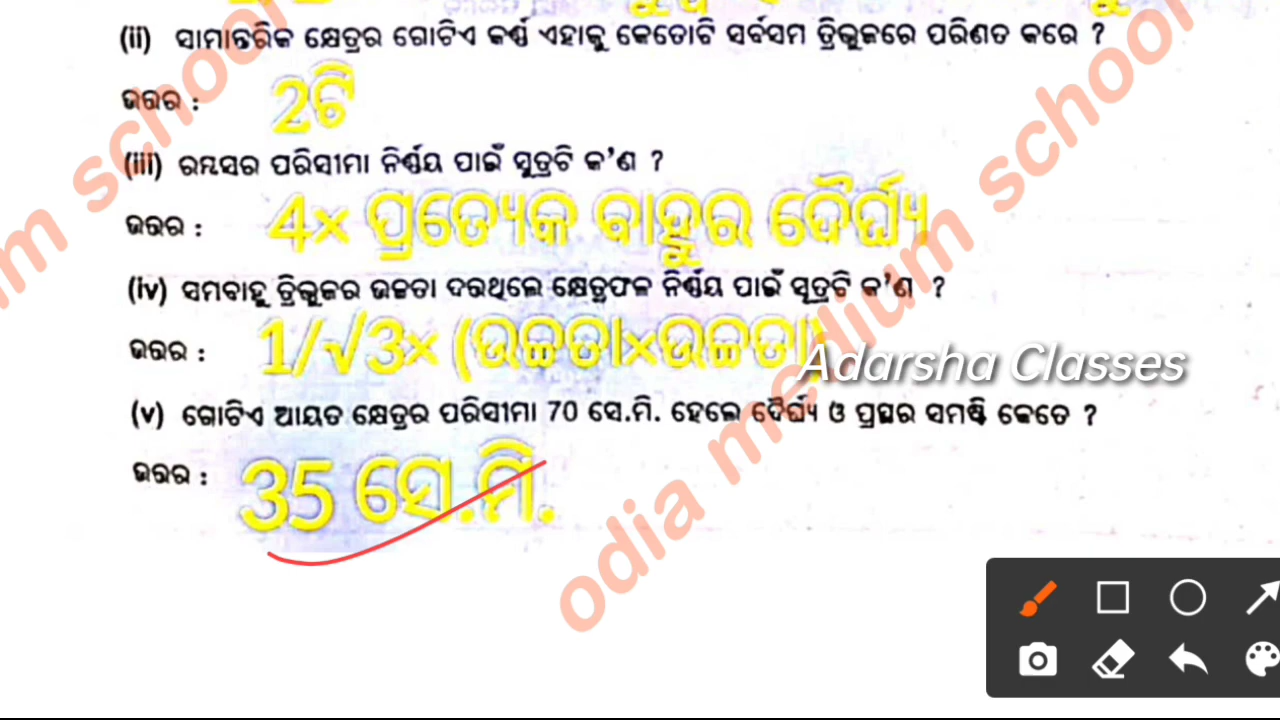 (ii) ସାମାନ୍ତରିକ କ୍ଷେତ୍ରର ଗୋଟିଏ କର୍ଣ୍ଣ ଏହାକୁ କେତୋଟି ସର୍ବସମ ତ୍ରିଭୁଜରେ ପରିଣତ କରେ ?
ଉତ୍ତର : 2ଟି
(iii) ରମ୍ବସର ପରିସୀମା ନିର୍ଣ୍ଣୟ ପାଇଁ ସୂତ୍ରଟି କ'ଣ ?
ଉତ୍ତର : 4× ପ୍ରତ୍ୟେକ ବାହୁର ଦୈର୍ଘ୍ୟ
(iv) ସମବାହୁ ତ୍ରିଭୁଜର ଉଚ୍ଚତା ଦତ୍ତଥିଲେ କ୍ଷେତ୍ରଫଳ ନିର୍ଣ୍ଣୟ ପାଇଁ ସୂତ୍ରଟି କ'ଣ ?
ଉତ୍ତର : 1/√3× (ଉଚ୍ଚତା×ଉଚ୍ଚତା)
Adarsha Classes
(v) ଗୋଟିଏ ଆୟତ କ୍ଷେତ୍ରର ପରିସୀମା 70 ସେ.ମି. ହେଲେ ଦୈର୍ଘ୍ୟ ଓ ପ୍ରସ୍ଥର ସମଷ୍ଟି କେତେ ?
ଉତ୍ତର : 35 ସେ.ମି.
odia medium school